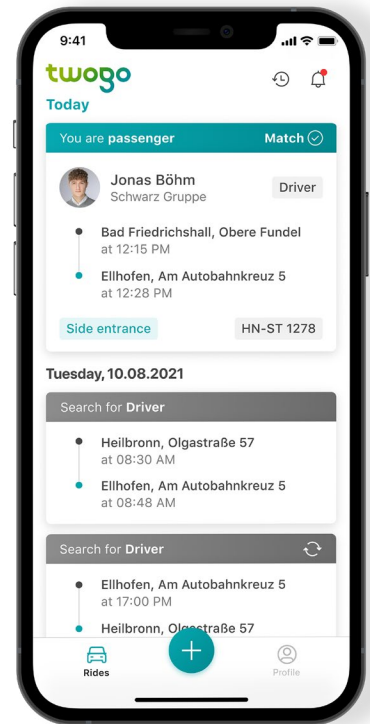 9:41
twogo
Today
You are passenger Match
Jonas Böhm
Schwarz Gruppe
Driver
Bad Friedrichshall, Obere Fundel
at 12:15 PM
Ellhofen, Am Autobahnkreuz 5
at 12:28 PM
Side entrance HN-ST 1278
Tuesday, 10.08.2021
Search for Driver
Heilbronn, Olgastraße 57
at 08:30 AM
Ellhofen, Am Autobahnkreuz 5
at 08:48 AM
Search for Driver
Ellhofen, Am Autobahnkreuz 5
at 17:00 PM
Heilbronn, Olgastraße 57
Rides Profile